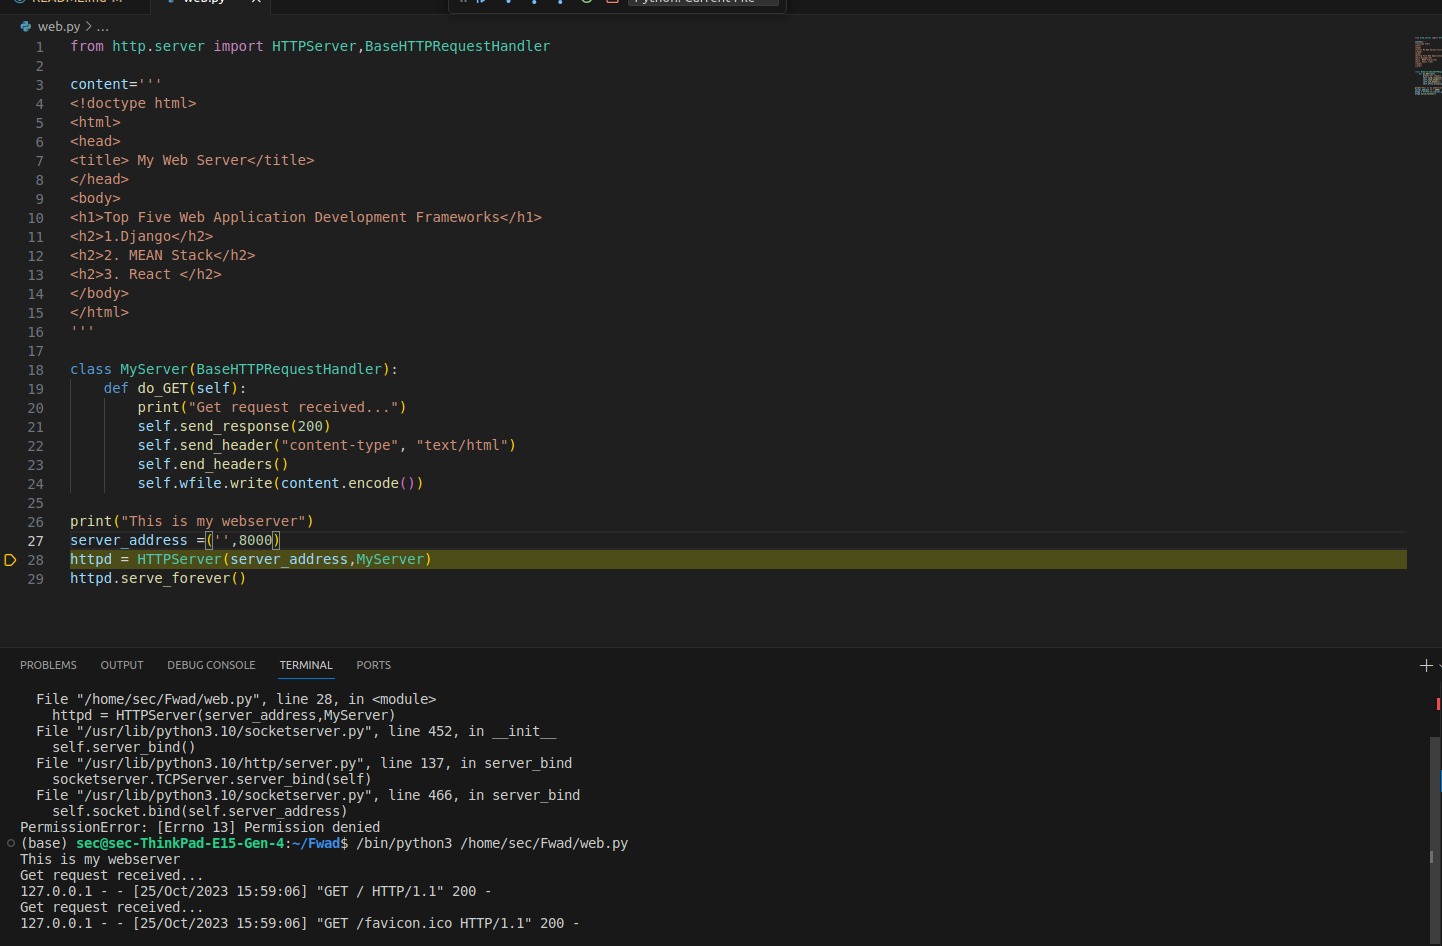 web.py > ...
1 from http.server import HTTPServer,BaseHTTPRequestHandler
2
3 content='''
4 <!doctype html>
5 <html>
6 <head>
7 <title> My Web Server</title>
8 </head>
9 <body>
10 <h1>Top Five Web Application Development Frameworks</h1>
11 <h2>1.Django</h2>
12 <h2>2. MEAN Stack</h2>
13 <h2>3. React </h2>
14 </body>
15 </html>
16 '''
17
18 class MyServer(BaseHTTPRequestHandler):
19     def do_GET(self):
20         print("Get request received...")
21         self.send_response(200)
22         self.send_header("content-type", "text/html")
23         self.end_headers()
24         self.wfile.write(content.encode())
25
26 print("This is my webserver")
27 server_address =('',8000)
28 httpd = HTTPServer(server_address,MyServer)
29 httpd.serve_forever()
PROBLEMS OUTPUT DEBUG CONSOLE TERMINAL PORTS
  File "/home/sec/Fwad/web.py", line 28, in <module>
    httpd = HTTPServer(server_address,MyServer)
  File "/usr/lib/python3.10/socketserver.py", line 452, in __init__
    self.server_bind()
  File "/usr/lib/python3.10/http/server.py", line 137, in server_bind
    socketserver.TCPServer.server_bind(self)
  File "/usr/lib/python3.10/socketserver.py", line 466, in server_bind
    self.socket.bind(self.server_address)
PermissionError: [Errno 13] Permission denied
(base) sec@sec-ThinkPad-E15-Gen-4:~/Fwad$ /bin/python3 /home/sec/Fwad/web.py
This is my webserver
Get request received...
127.0.0.1 - - [25/Oct/2023 15:59:06] "GET / HTTP/1.1" 200 -
Get request received...
127.0.0.1 - - [25/Oct/2023 15:59:06] "GET /favicon.ico HTTP/1.1" 200 -